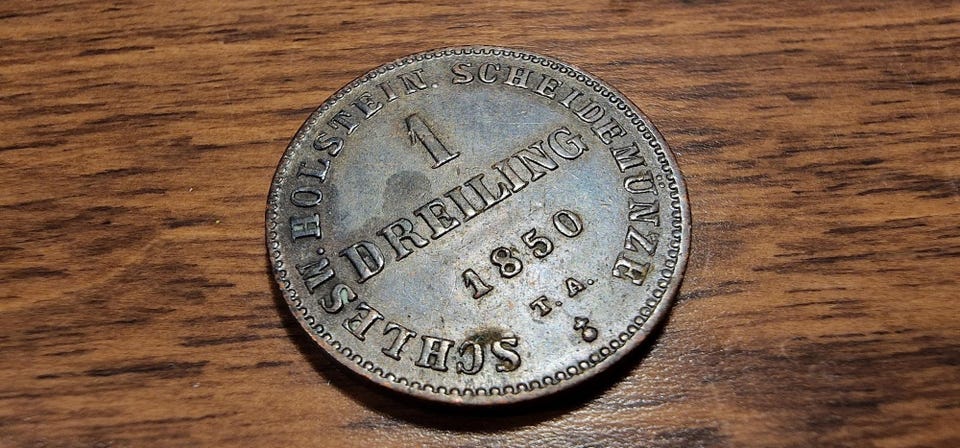 SCHLESW. HOLSTEIN. SCHEIDEMÜNZE
1
DREILING
1850
T. A.